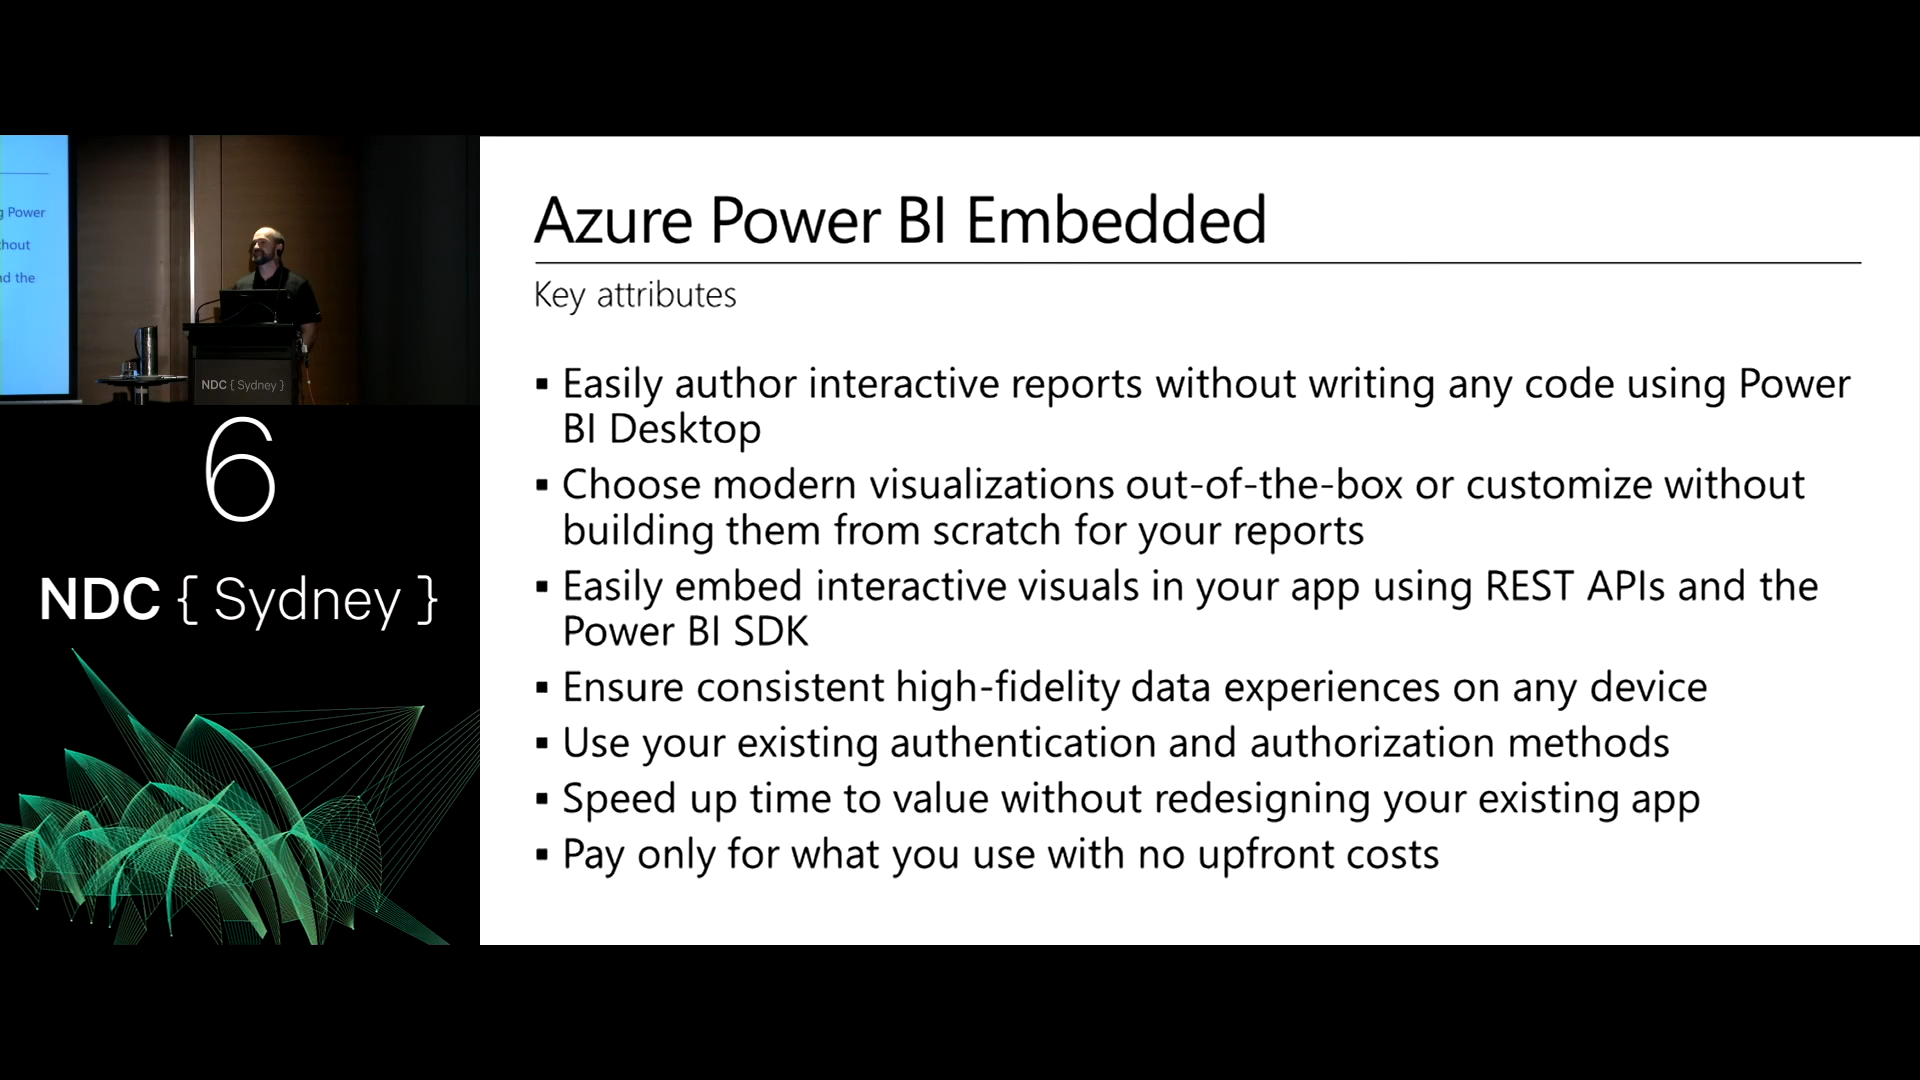 g Power
hout
nd the
NDC { Sydney }
6
NDC { Sydney }
Azure Power BI Embedded
Key attributes
▪ Easily author interactive reports without writing any code using Power
BI Desktop
▪ Choose modern visualizations out-of-the-box or customize without
building them from scratch for your reports
▪ Easily embed interactive visuals in your app using REST APIs and the
Power BI SDK
▪ Ensure consistent high-fidelity data experiences on any device
▪ Use your existing authentication and authorization methods
▪ Speed up time to value without redesigning your existing app
▪ Pay only for what you use with no upfront costs